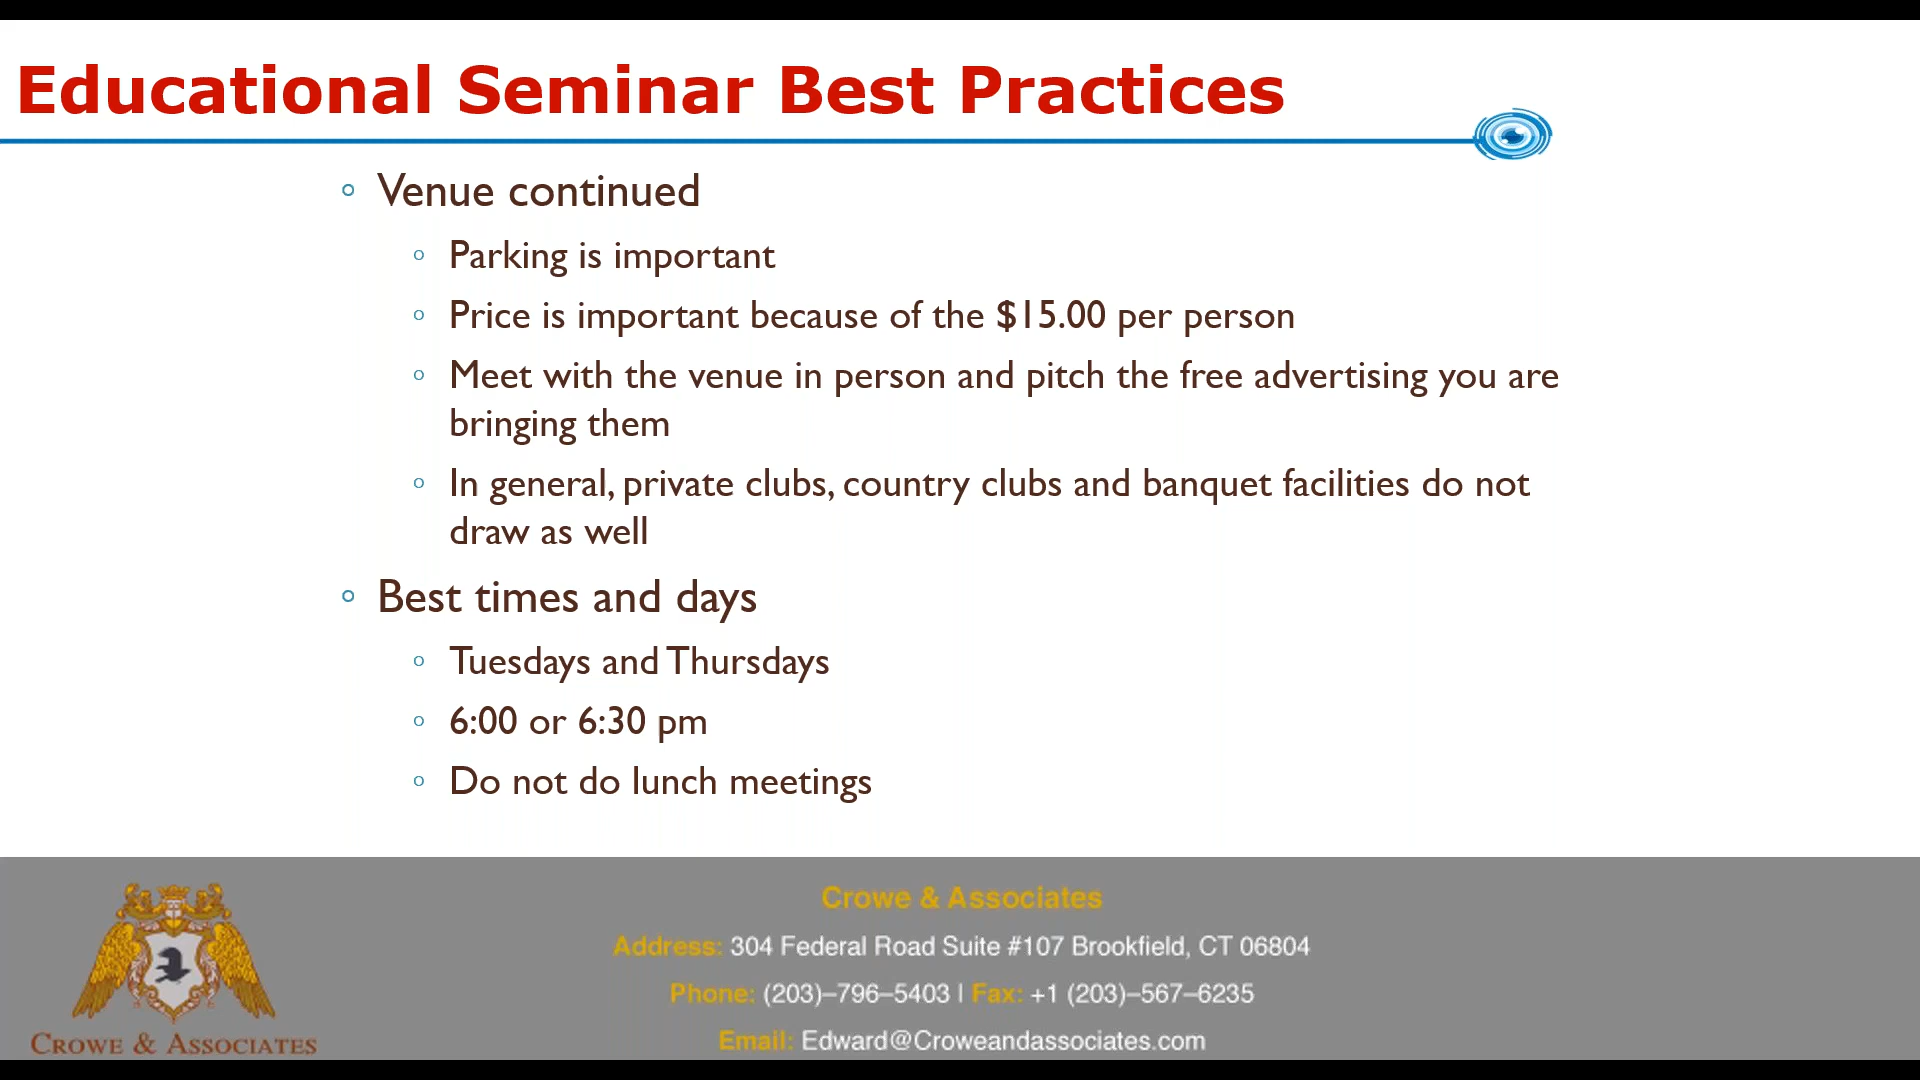 Educational Seminar Best Practices
Venue continued
Parking is important
Price is important because of the $15.00 per person
Meet with the venue in person and pitch the free advertising you are
bringing them
In general, private clubs, country clubs and banquet facilities do not
draw as well
Best times and days
Tuesdays and Thursdays
6:00 or 6:30 pm
Do not do lunch meetings
Crowe & Associates
Address: 304 Federal Road Suite #107 Brookfield, CT 06804
Phone: (203)–796–5403 | Fax: +1 (203)–567–6235
Email: Edward@Croweandassociates.com
CROWE & ASSOCIATES